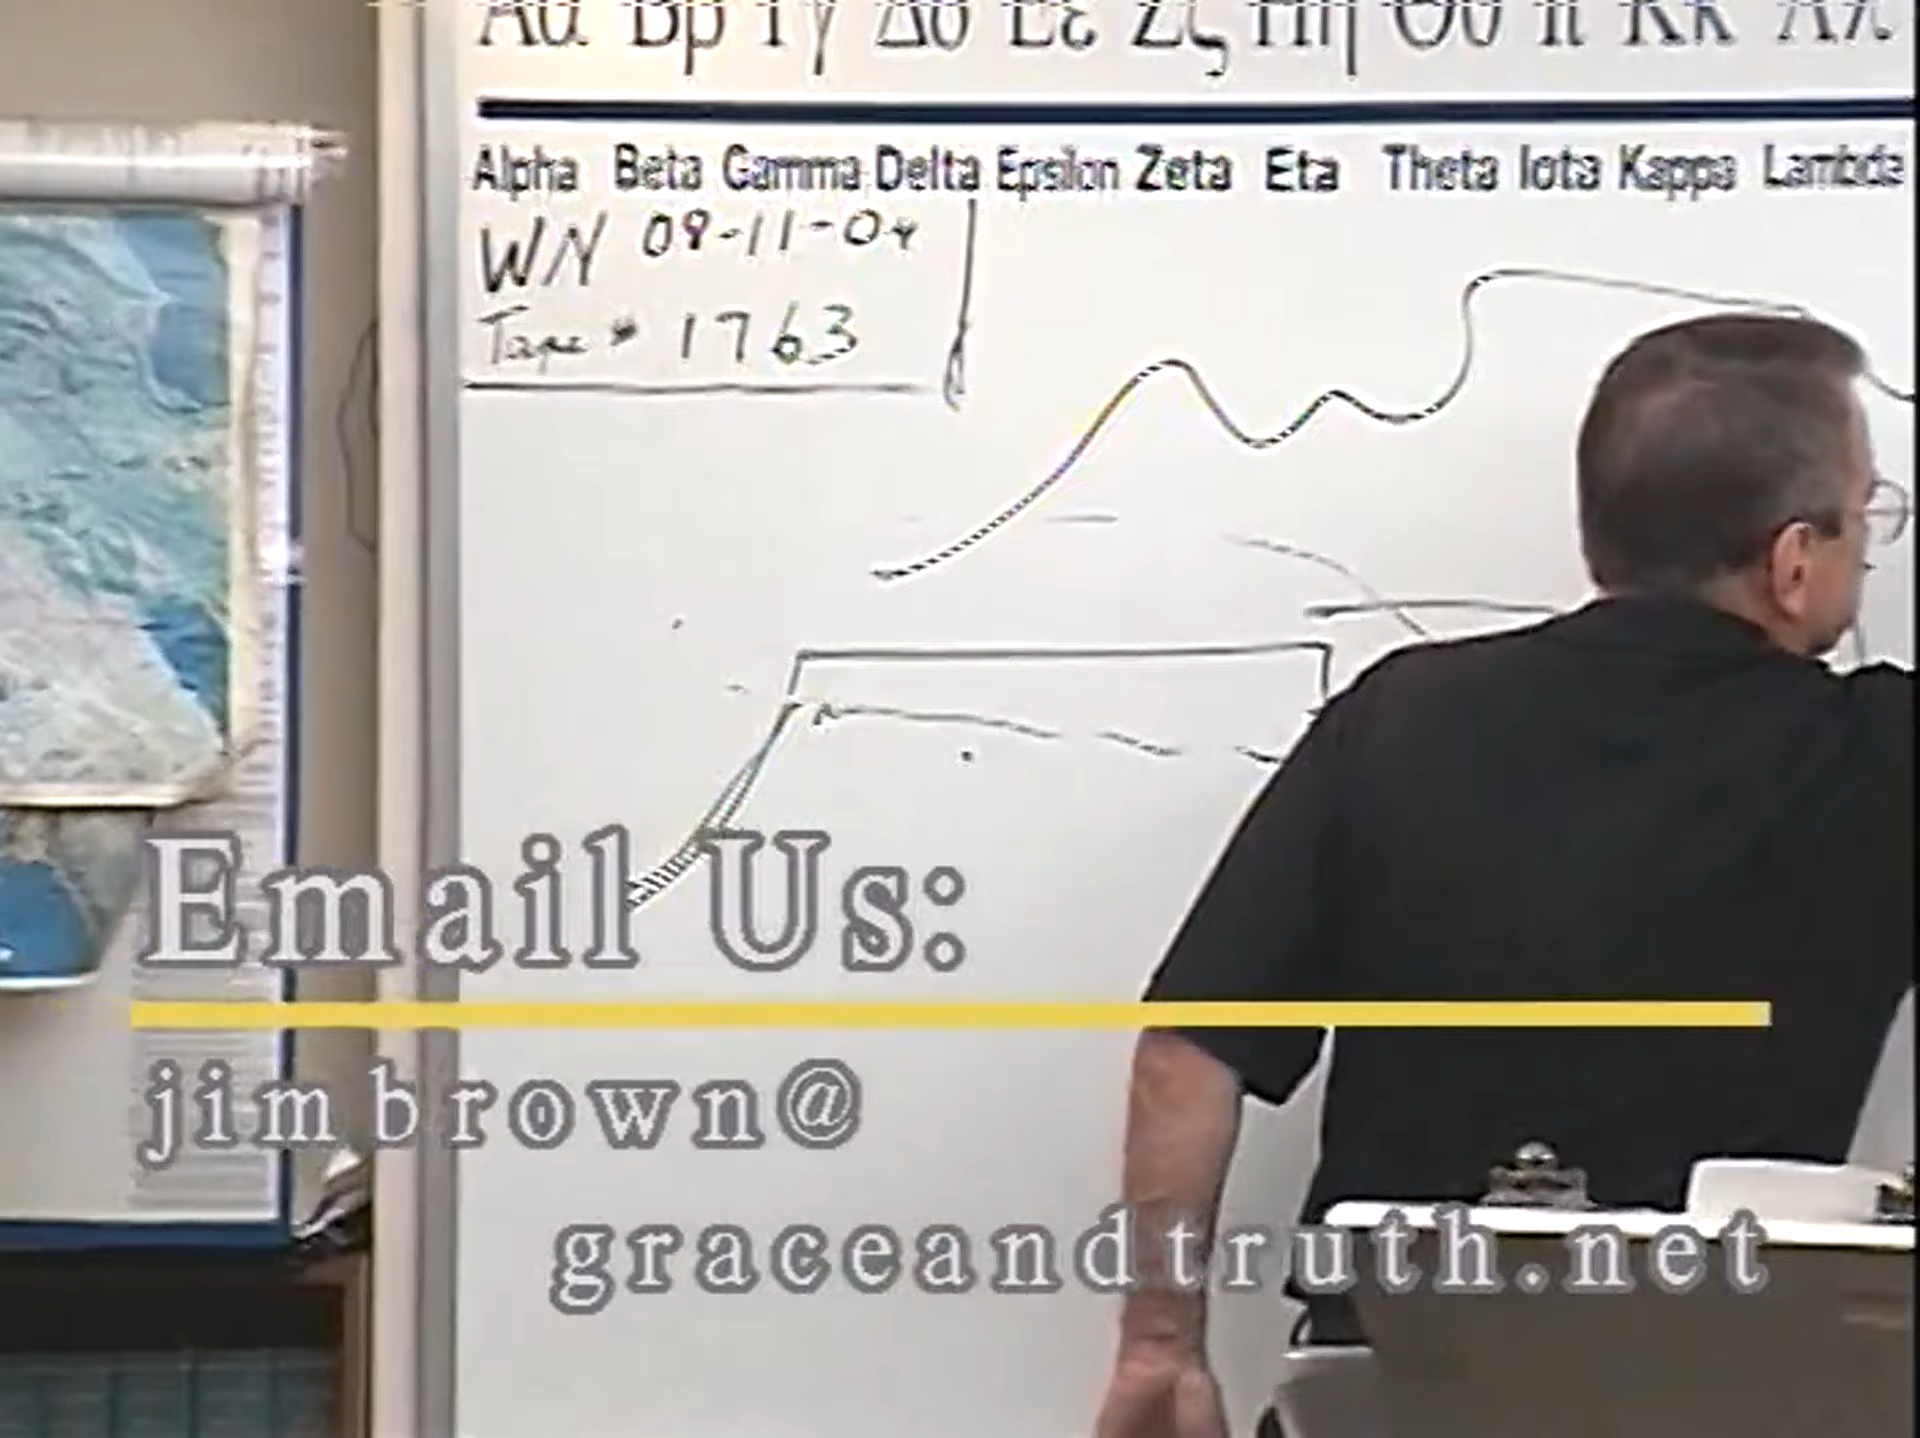 Αα Ββ Γγ Δδ Εε Ζζ Ηη Θθ Ιι Κκ Λλ
Alpha Beta Gamma Delta Epsilon Zeta Eta Theta Iota Kappa Lambda
WN 08-11-04
Tape # 1763
Email Us:
jimbrown@
graceandtruth.net